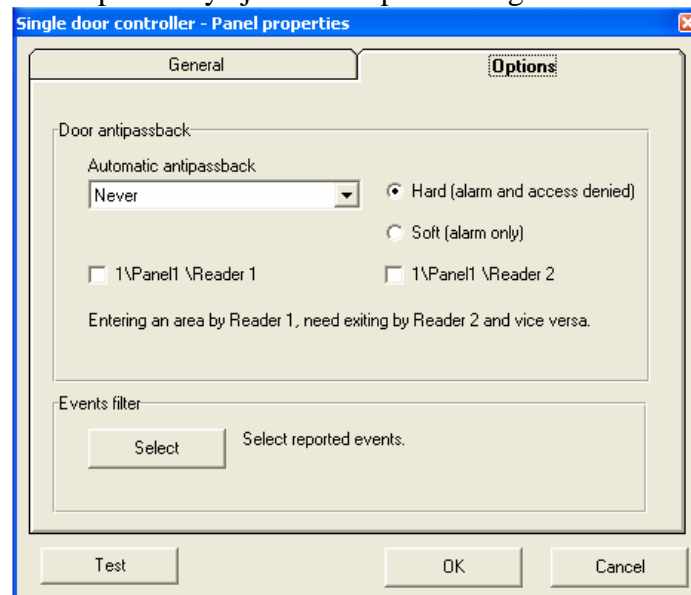 Single door controller - Panel properties
General Options
Door antipassback
Automatic antipassback
Never
Hard (alarm and access denied)
Soft (alarm only)
1\Panel1 \Reader 1 1\Panel1 \Reader 2
Entering an area by Reader 1, need exiting by Reader 2 and vice versa.
Events filter
Select Select reported events.
Test OK Cancel